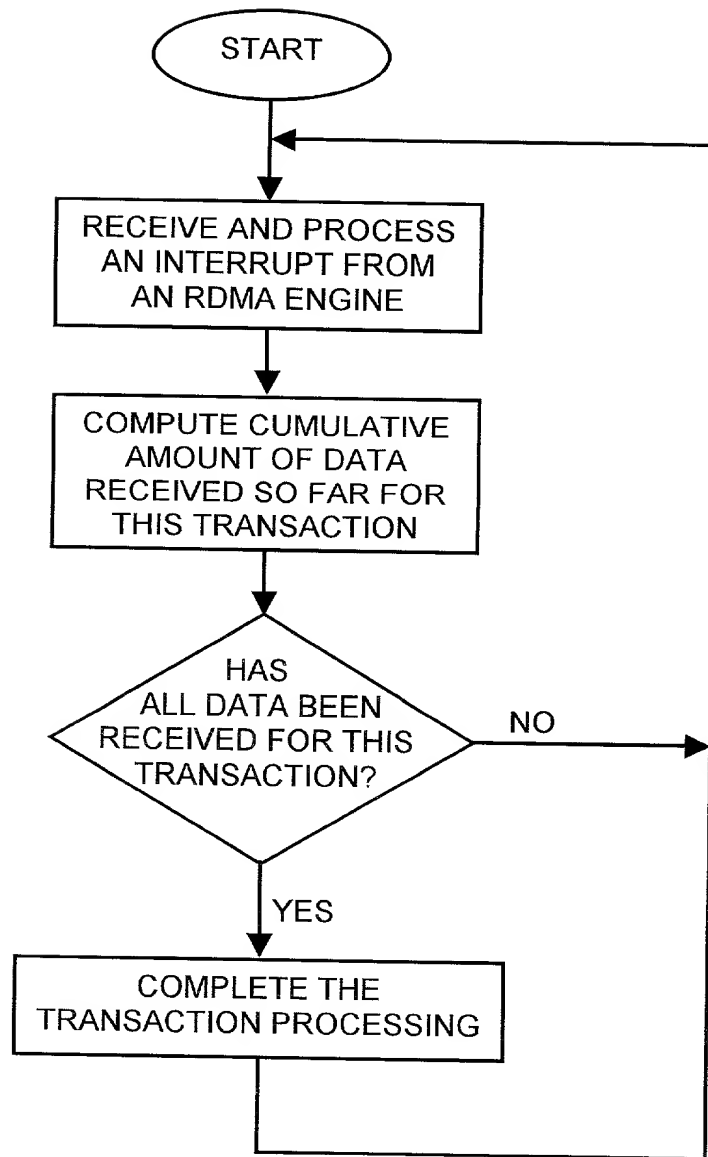 START
RECEIVE AND PROCESS
AN INTERRUPT FROM
AN RDMA ENGINE
COMPUTE CUMULATIVE
AMOUNT OF DATA
RECEIVED SO FAR FOR
THIS TRANSACTION
HAS
ALL DATA BEEN
RECEIVED FOR THIS
TRANSACTION?
NO
YES
COMPLETE THE
TRANSACTION PROCESSING